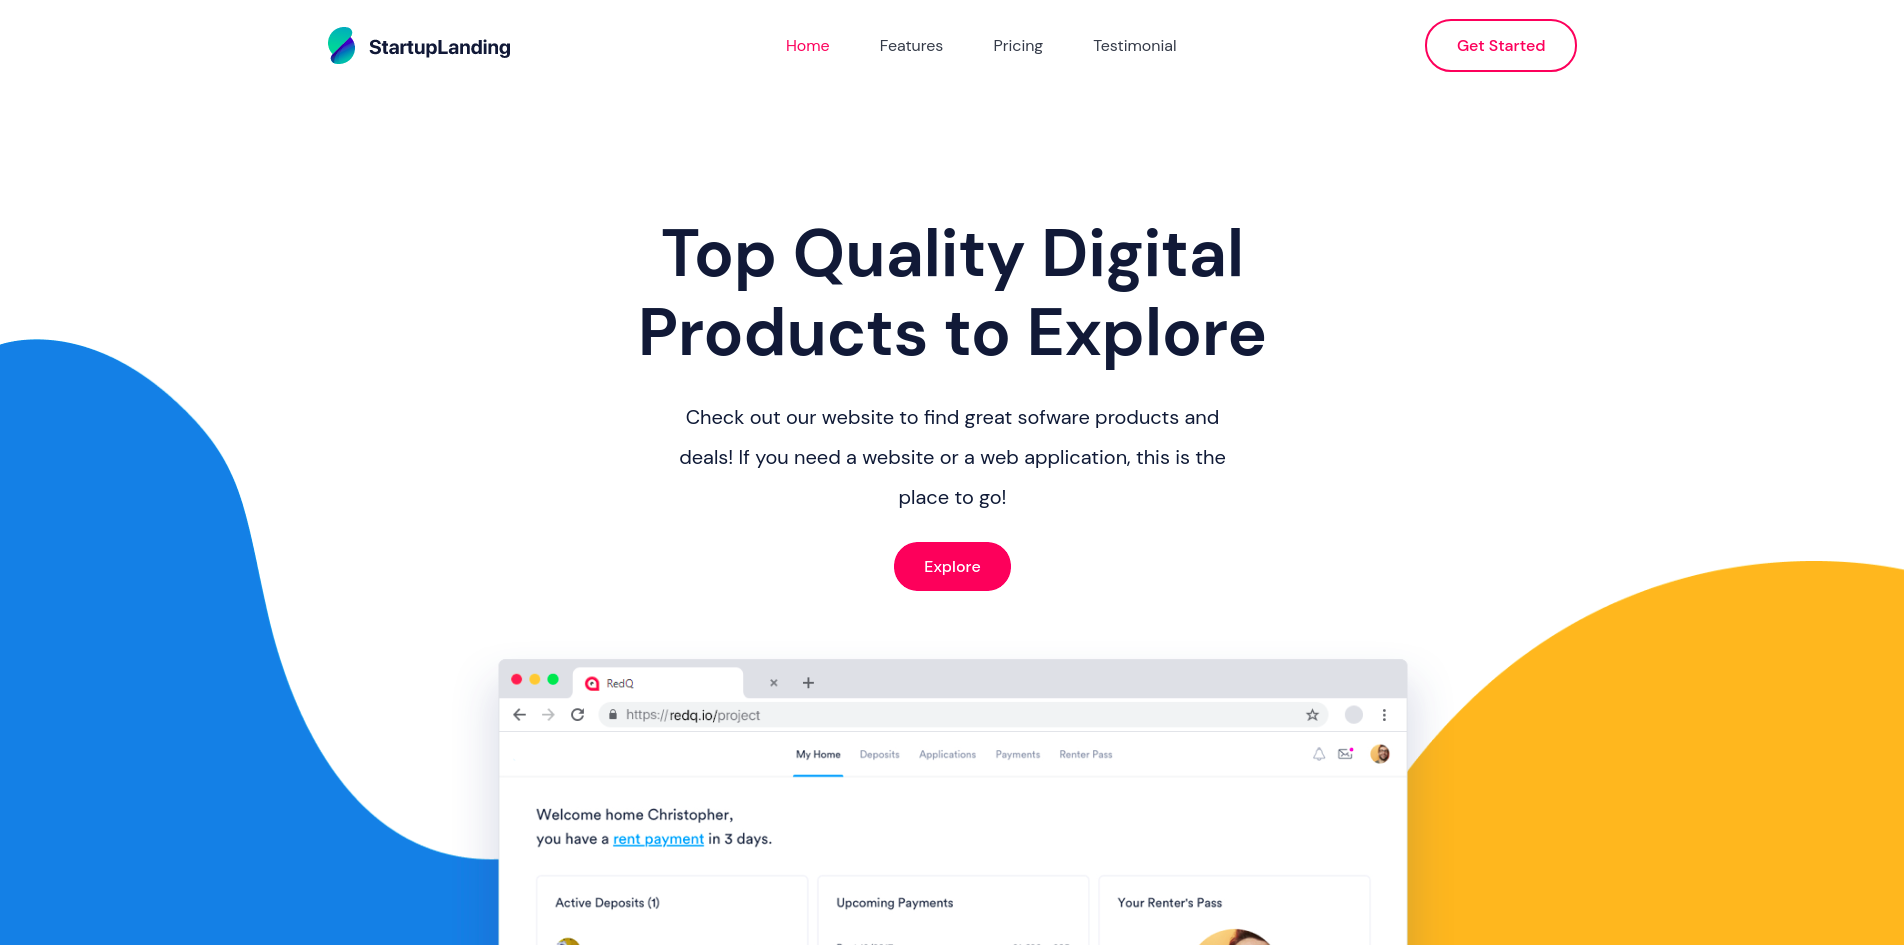 StartupLanding
Home Features Pricing Testimonial
Get Started
Top Quality Digital
Products to Explore
Check out our website to find great sofware products and
deals! If you need a website or a web application, this is the
place to go!
Explore
RedQ
https://redq.io/project
My Home Deposits Applications Payments Renter Pass
Welcome home Christopher,
you have a rent payment in 3 days.
Active Deposits (1)
Upcoming Payments
Your Renter's Pass